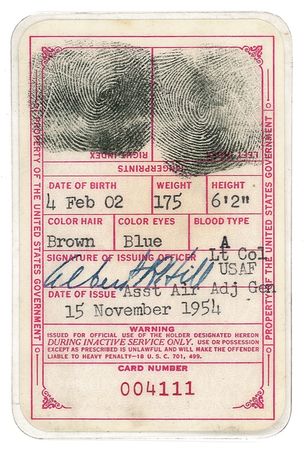 PROPERTY OF THE UNITED STATES GOVERNMENT
RIGHT INDEX
LEFT
FINGERPRINTS
DATE OF BIRTH WEIGHT HEIGHT
4 Feb 02 175 6'2"
COLOR HAIR COLOR EYES BLOOD TYPE
Brown Blue A
SIGNATURE OF ISSUING OFFICER Lt Col
Albert R Hill USAF
DATE OF ISSUE Asst Air Adj Gen
15 November 1954
WARNING
ISSUED FOR OFFICIAL USE OF THE HOLDER DESIGNATED HEREON
DURING INACTIVE SERVICE ONLY. USE OR POSSESSION
EXCEPT AS PRESCRIBED IS UNLAWFUL AND WILL MAKE THE OFFENDER
LIABLE TO HEAVY PENALTY—18 U.S.C. 701, 499.
CARD NUMBER
004111
PROPERTY OF THE UNITED STATES GOVERNMENT